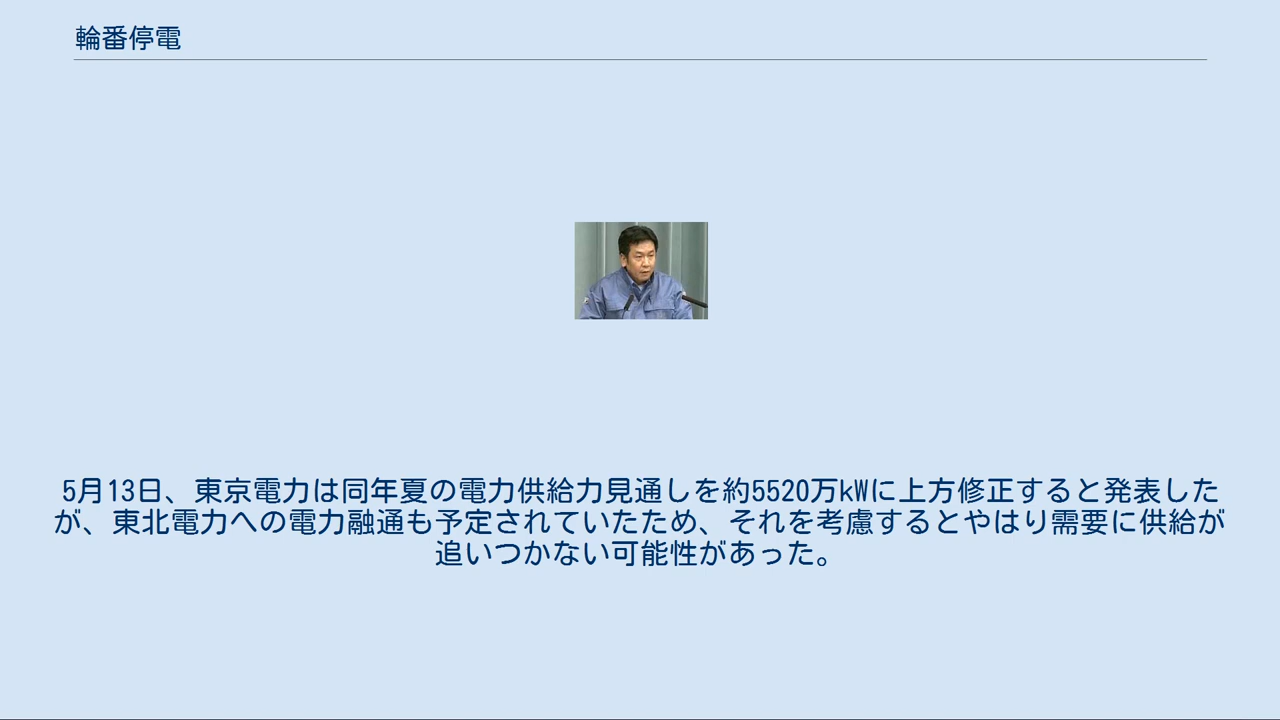 輪番停電
5月13日、東京電力は同年夏の電力供給力見通しを約5520万kWに上方修正すると発表した
が、東北電力への電力融通も予定されていたため、それを考慮するとやはり需要に供給が
追いつかない可能性があった。